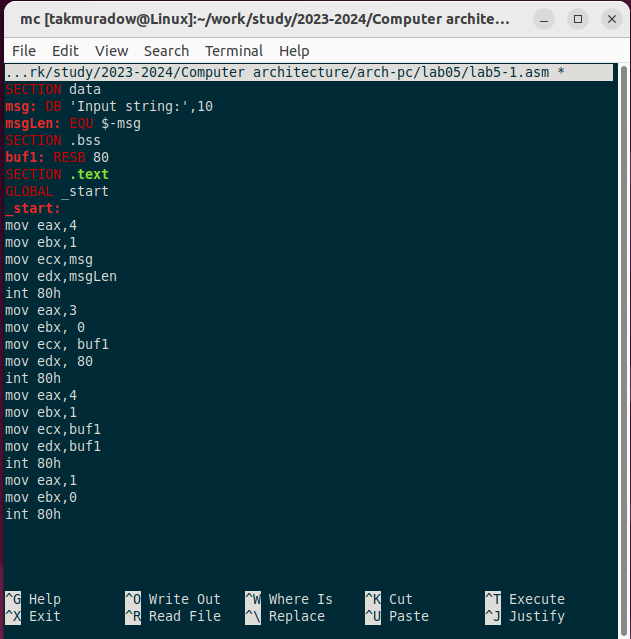 mc [takmuradow@Linux]:~/work/study/2023-2024/Computer archite...
File Edit View Search Terminal Help
...rk/study/2023-2024/Computer architecture/arch-pc/lab05/lab5-1.asm *
SECTION data
msg: DB 'Input string:',10
msgLen: EQU $-msg
SECTION .bss
buf1: RESB 80
SECTION .text
GLOBAL _start
_start:
mov eax,4
mov ebx,1
mov ecx,msg
mov edx,msgLen
int 80h
mov eax,3
mov ebx, 0
mov ecx, buf1
mov edx, 80
int 80h
mov eax,4
mov ebx,1
mov ecx,buf1
mov edx,buf1
int 80h
mov eax,1
mov ebx,0
int 80h
^G Help ^O Write Out ^W Where Is ^K Cut ^T Execute
^X Exit ^R Read File ^\ Replace ^U Paste ^J Justify